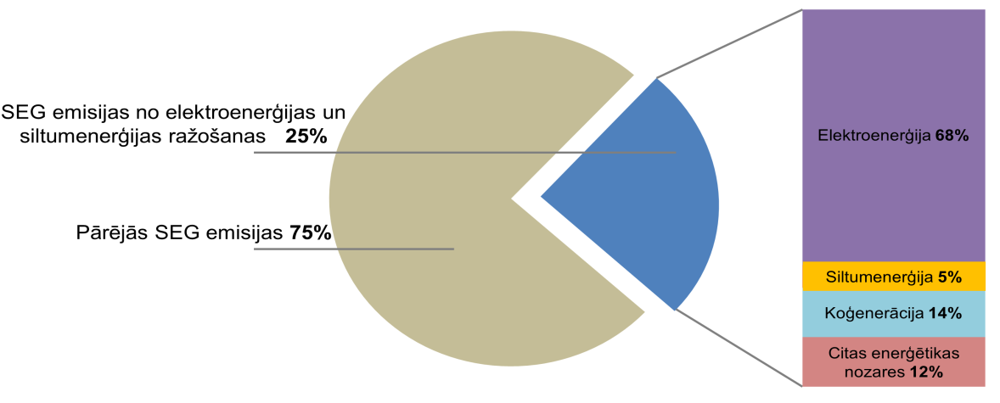 SEG emisijas no elektroenerģijas un
siltumenerģijas ražošanas 25%
Pārējās SEG emisijas 75%
Elektroenerģija 68%
Siltumenerģija 5%
Koģenerācija 14%
Citas enerģētikas
nozares 12%